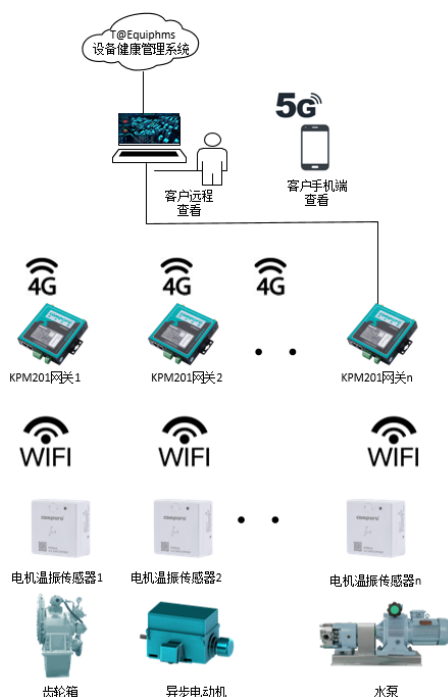 T@Equiphms
设备健康管理系统
5G
客户远程
查看
客户手机端
查看
4G
4G
4G
KPM201网关1
KPM201网关2
KPM201网关n
WIFI
WIFI
WIFI
电机温振传感器1
电机温振传感器2
电机温振传感器n
齿轮箱
异步电动机
水泵